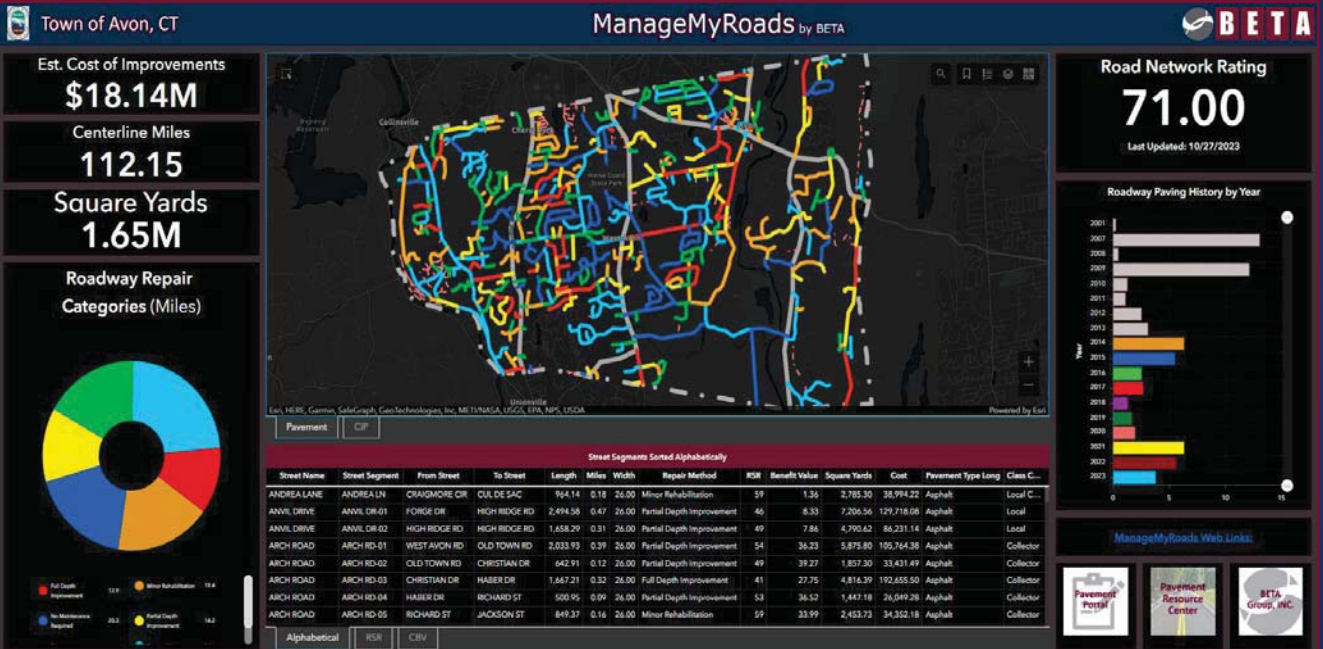 Town of Avon, CT
ManageMyRoads by BETA
BETA
Est. Cost of Improvements
$18.14M
Centerline Miles
112.15
Square Yards
1.65M
Roadway Repair
Categories (Miles)
Full Depth
Improvement
12.9
Minor Rehabilitation
No Maintenance
Required
20.3
Partial Depth
Improvement
14.2
Collinsville
Horse Guard
State Park
Unionville
Esri, HERE, Garmin, SafeGraph, GeoTechnologies, Inc, METI/NASA, USGS, EPA, NPS, USDA
Powered by Esri
Pavement
CIP
Street Segments Sorted Alphabetically
Street Name Street Segment From Street To Street Length Miles Width Repair Method RSR Benefit Value Square Yards Cost Pavement Type Long Class C...
ANDREA LANE ANDREA LN CRAIGMORE CIR CUL DE SAC 964.14 0.18 26.00 Minor Rehabilitation 59 1.36 2,785.30 38,994.22 Asphalt Local C...
ANVIL DRIVE ANVIL DR-01 FORGE DR HIGH RIDGE RD 2,494.58 0.47 26.00 Partial Depth Improvement 46 8.33 7,206.56 129,718.08 Asphalt Local
ANVIL DRIVE ANVIL DR-02 HIGH RIDGE RD HIGH RIDGE RD 1,658.29 0.31 26.00 Partial Depth Improvement 49 7.86 4,790.62 86,231.14 Asphalt Local
ARCH ROAD ARCH RD-01 WEST AVON RD OLD TOWN RD 2,033.93 0.39 26.00 Partial Depth Improvement 54 36.23 5,875.80 105,764.38 Asphalt Collector
ARCH ROAD ARCH RD-02 OLD TOWN RD CHRISTIAN DR 642.91 0.12 26.00 Partial Depth Improvement 49 39.27 1,857.30 33,431.49 Asphalt Collector
ARCH ROAD ARCH RD-03 CHRISTIAN DR HABER DR 1,667.21 0.32 26.00 Full Depth Improvement 41 27.75 4,816.39 192,655.50 Asphalt Collector
ARCH ROAD ARCH RD-04 HABER DR RICHARD ST 500.95 0.09 26.00 Partial Depth Improvement 53 36.52 1,447.18 26,049.28 Asphalt Collector
ARCH ROAD ARCH RD-05 RICHARD ST JACKSON ST 849.37 0.16 26.00 Minor Rehabilitation 59 33.99 2,453.73 34,352.18 Asphalt Collector
Alphabetical
RSR
CBV
Road Network Rating
71.00
Last Updated: 10/27/2023
Roadway Paving History by Year
Year
2001
2007
2008
2009
2010
2011
2012
2013
2014
2015
2016
2017
2018
2019
2020
2021
2022
2023
0 5 10 15
ManageMyRoads Web Links:
Pavement
Portal
Pavement
Resource
Center
BETA
Group, INC.